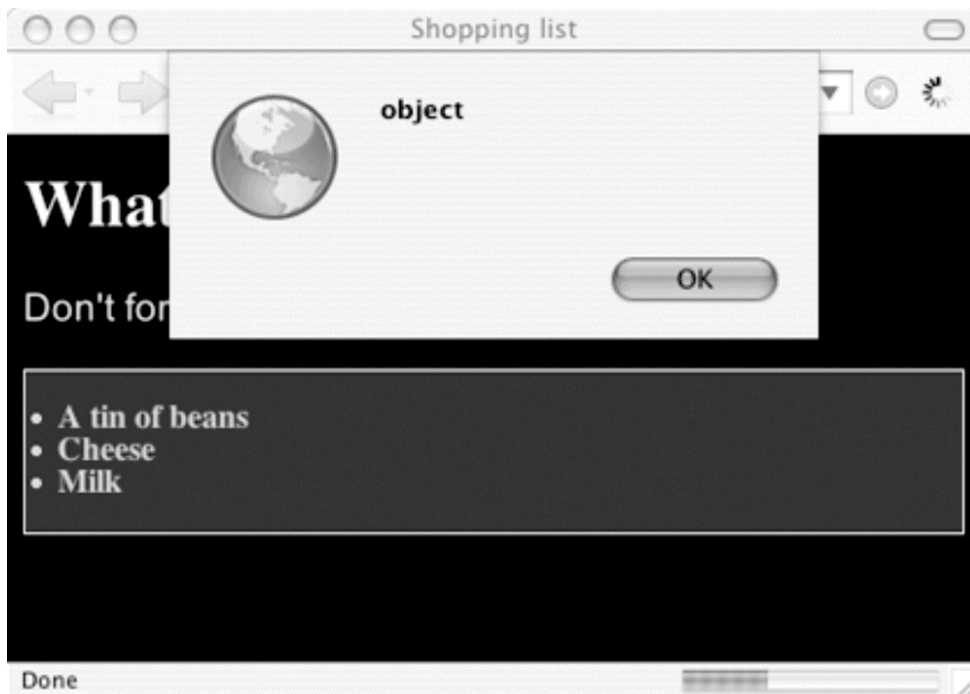 Shopping list
object
OK
What
Don't for
• A tin of beans
• Cheese
• Milk
Done